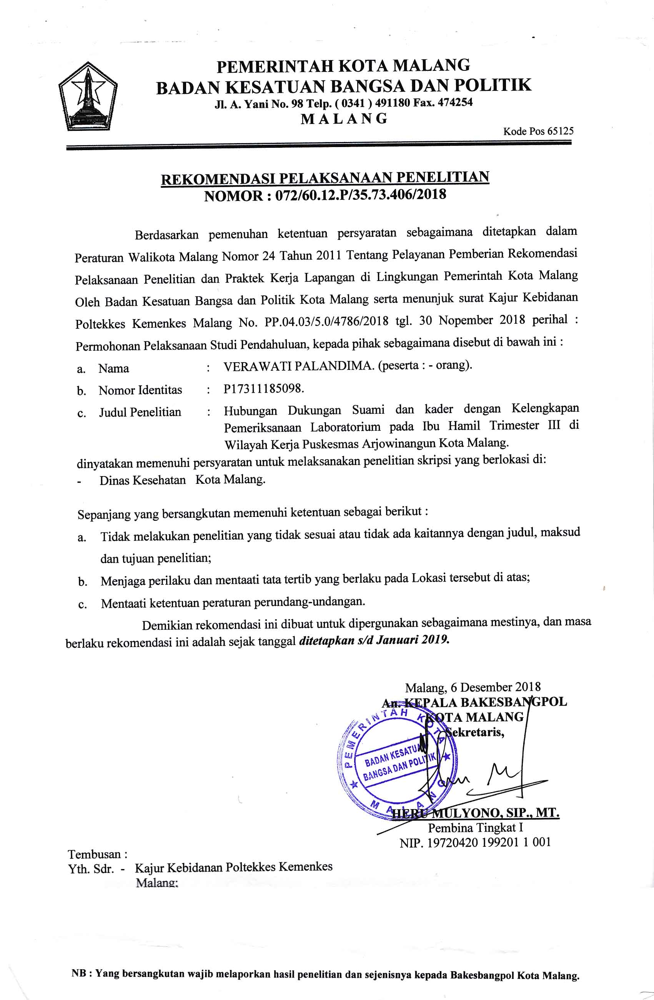 PEMERINTAH KOTA MALANG
BADAN KESATUAN BANGSA DAN POLITIK
Jl. A. Yani No. 98 Telp. ( 0341 ) 491180 Fax. 474254
M A L A N G
Kode Pos 65125
REKOMENDASI PELAKSANAAN PENELITIAN
NOMOR : 072/60.12.P/35.73.406/2018
Berdasarkan pemenuhan ketentuan persyaratan sebagaimana ditetapkan dalam
Peraturan Walikota Malang Nomor 24 Tahun 2011 Tentang Pelayanan Pemberian Rekomendasi
Pelaksanaan Penelitian dan Praktek Kerja Lapangan di Lingkungan Pemerintah Kota Malang
Oleh Badan Kesatuan Bangsa dan Politik Kota Malang serta menunjuk surat Kajur Kebidanan
Poltekkes Kemenkes Malang No. PP.04.03/5.0/4786/2018 tgl. 30 Nopember 2018 perihal :
Permohonan Pelaksanaan Studi Pendahuluan, kepada pihak sebagaimana disebut di bawah ini :
a. Nama : VERAWATI PALANDIMA. (peserta : - orang).
b. Nomor Identitas : P17311185098.
c. Judul Penelitian : Hubungan Dukungan Suami dan kader dengan Kelengkapan
Pemeriksanaan Laboratorium pada Ibu Hamil Trimester III di
Wilayah Kerja Puskesmas Arjowinangun Kota Malang.
dinyatakan memenuhi persyaratan untuk melaksanakan penelitian skripsi yang berlokasi di:
- Dinas Kesehatan Kota Malang.
Sepanjang yang bersangkutan memenuhi ketentuan sebagai berikut :
a. Tidak melakukan penelitian yang tidak sesuai atau tidak ada kaitannya dengan judul, maksud
dan tujuan penelitian;
b. Menjaga perilaku dan mentaati tata tertib yang berlaku pada Lokasi tersebut di atas;
c. Mentaati ketentuan peraturan perundang-undangan.
Demikian rekomendasi ini dibuat untuk dipergunakan sebagaimana mestinya, dan masa
berlaku rekomendasi ini adalah sejak tanggal ditetapkan s/d Januari 2019.
Malang, 6 Desember 2018
An. KEPALA BAKESBANGPOL
KOTA MALANG
Sekretaris,
PEMERINTAH KOTA
BADAN KESATUAN
BANGSA DAN POLITIK
MALANG
HERU MULYONO, SIP., MT.
Pembina Tingkat I
NIP. 19720420 199201 1 001
Tembusan :
Yth. Sdr. - Kajur Kebidanan Poltekkes Kemenkes
Malang;
NB : Yang bersangkutan wajib melaporkan hasil penelitian dan sejenisnya kepada Bakesbangpol Kota Malang.